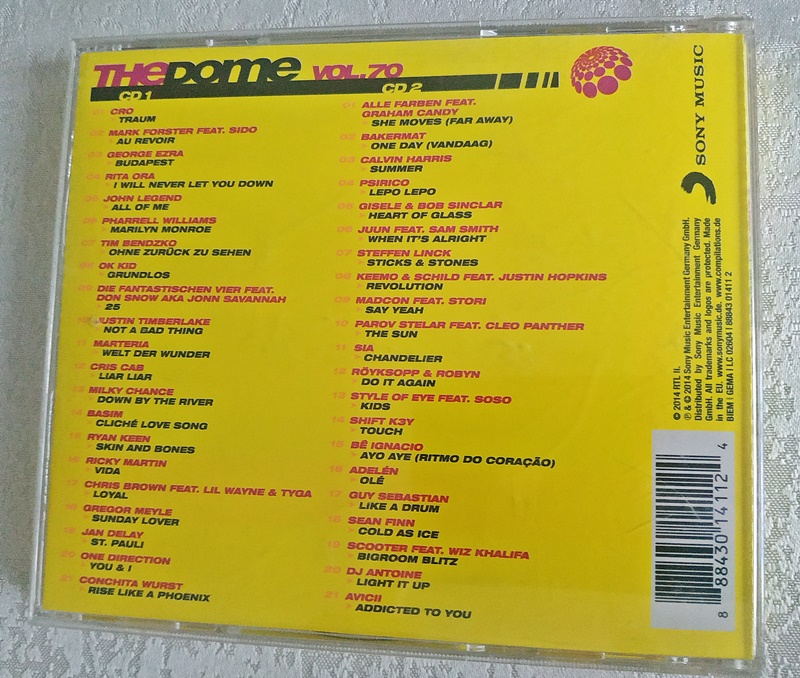 THE DOME VOL.70
CD 1
01 CRO
TRAUM
02 MARK FORSTER FEAT. SIDO
AU REVOIR
03 GEORGE EZRA
BUDAPEST
04 RITA ORA
I WILL NEVER LET YOU DOWN
05 JOHN LEGEND
ALL OF ME
06 PHARRELL WILLIAMS
MARILYN MONROE
07 TIM BENDZKO
OHNE ZURÜCK ZU SEHEN
08 OK KID
GRUNDLOS
09 DIE FANTASTISCHEN VIER FEAT.
DON SNOW AKA JONN SAVANNAH
25
10 JUSTIN TIMBERLAKE
NOT A BAD THING
11 MARTERIA
WELT DER WUNDER
12 CRIS CAB
LIAR LIAR
13 MILKY CHANCE
DOWN BY THE RIVER
14 BASIM
CLICHÉ LOVE SONG
15 RYAN KEEN
SKIN AND BONES
16 RICKY MARTIN
VIDA
17 CHRIS BROWN FEAT. LIL WAYNE & TYGA
LOYAL
18 GREGOR MEYLE
SUNDAY LOVER
19 JAN DELAY
ST. PAULI
20 ONE DIRECTION
YOU & I
21 CONCHITA WURST
RISE LIKE A PHOENIX
CD 2
01 ALLE FARBEN FEAT.
GRAHAM CANDY
SHE MOVES (FAR AWAY)
02 BAKERMAT
ONE DAY (VANDAAG)
03 CALVIN HARRIS
SUMMER
04 PSIRICO
LEPO LEPO
05 GISELE & BOB SINCLAR
HEART OF GLASS
06 JUUN FEAT. SAM SMITH
WHEN IT'S ALRIGHT
07 STEFFEN LINCK
STICKS & STONES
08 KEEMO & SCHILD FEAT. JUSTIN HOPKINS
REVOLUTION
09 MADCON FEAT. STORI
SAY YEAH
10 PAROV STELAR FEAT. CLEO PANTHER
THE SUN
11 SIA
CHANDELIER
12 RÖYKSOPP & ROBYN
DO IT AGAIN
13 STYLE OF EYE FEAT. SOSO
KIDS
14 SHIFT K3Y
TOUCH
15 BÊ IGNACIO
AYO AYE (RITMO DO CORAÇÃO)
16 ADELÉN
OLÉ
17 GUY SEBASTIAN
LIKE A DRUM
18 SEAN FINN
COLD AS ICE
19 SCOOTER FEAT. WIZ KHALIFA
BIGROOM BLITZ
20 DJ ANTOINE
LIGHT IT UP
21 AVICII
ADDICTED TO YOU
SONY MUSIC
© 2014 RTL II.
℗ & © 2014 Sony Music Entertainment Germany GmbH.
Distributed by Sony Music Entertainment Germany
GmbH. All trademarks and logos are protected. Made
in the EU. www.sonymusic.de. www.compilations.de
BIEM | GEMA | LC 02604 | 88843 01411 2
8 88430 14112 4